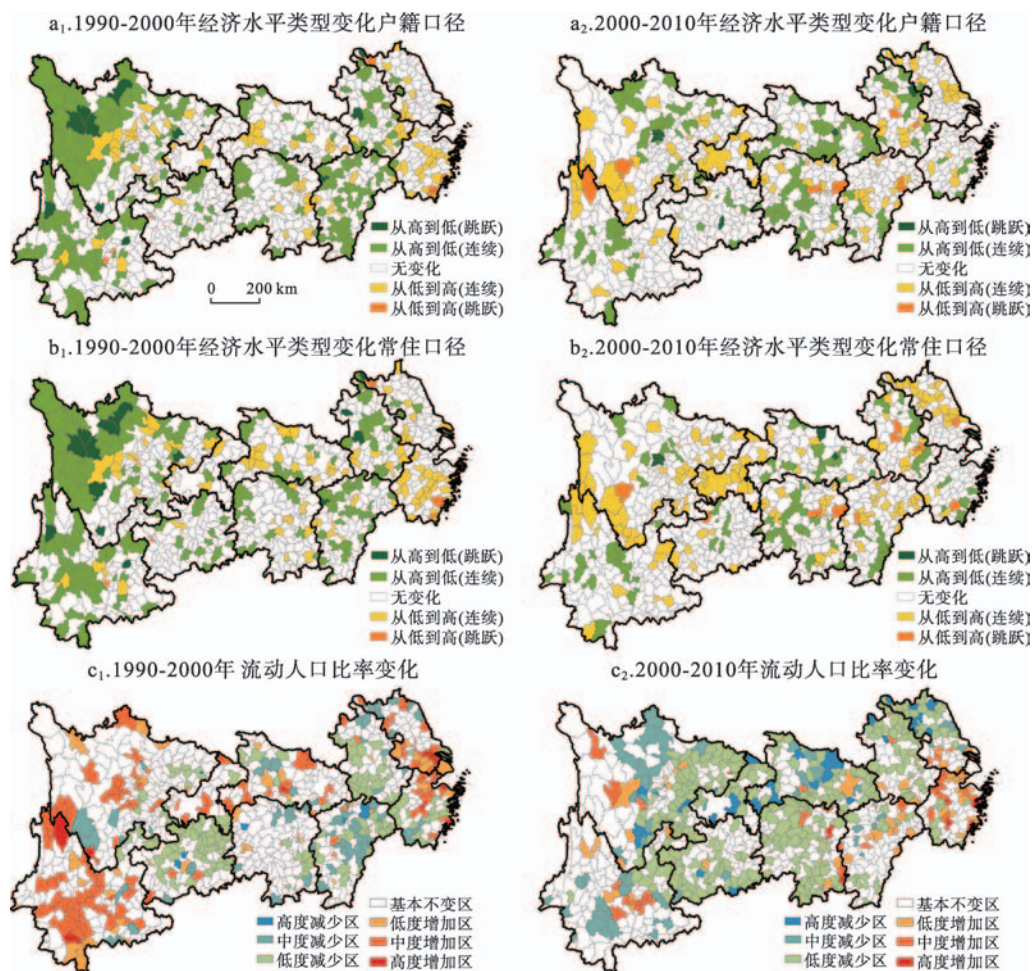 a₁.1990-2000年经济水平类型变化户籍口径
a₂.2000-2010年经济水平类型变化户籍口径
从高到低(跳跃)
从高到低(连续)
无变化
从低到高(连续)
从低到高(跳跃)
0 200 km
从高到低(跳跃)
从高到低(连续)
无变化
从低到高(连续)
从低到高(跳跃)
b₁.1990-2000年经济水平类型变化常住口径
b₂.2000-2010年经济水平类型变化常住口径
从高到低(跳跃)
从高到低(连续)
无变化
从低到高(连续)
从低到高(跳跃)
从高到低(跳跃)
从高到低(连续)
无变化
从低到高(连续)
从低到高(跳跃)
c₁.1990-2000年 流动人口比率变化
c₂.2000-2010年流动人口比率变化
基本不变区
高度减少区 低度增加区
中度减少区 中度增加区
低度减少区 高度增加区
基本不变区
高度减少区 低度增加区
中度减少区 中度增加区
低度减少区 高度增加区